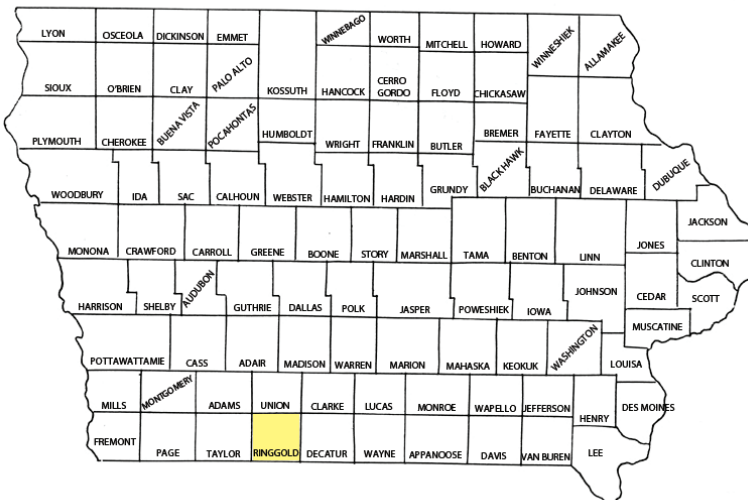 LYON OSCEOLA DICKINSON EMMET WINNEBAGO WORTH MITCHELL HOWARD WINNESHIEK ALLAMAKEE
SIOUX O'BRIEN CLAY PALO ALTO KOSSUTH HANCOCK CERRO GORDO FLOYD CHICKASAW
PLYMOUTH CHEROKEE BUENA VISTA POCAHONTAS HUMBOLDT WRIGHT FRANKLIN BUTLER BREMER FAYETTE CLAYTON
WOODBURY IDA SAC CALHOUN WEBSTER HAMILTON HARDIN GRUNDY BLACK HAWK BUCHANAN DELAWARE DUBUQUE
MONONA CRAWFORD CARROLL GREENE BOONE STORY MARSHALL TAMA BENTON LINN JONES JACKSON
CLINTON
HARRISON SHELBY AUDUBON GUTHRIE DALLAS POLK JASPER POWESHIEK IOWA JOHNSON CEDAR SCOTT
MUSCATINE
POTTAWATTAMIE CASS ADAIR MADISON WARREN MARION MAHASKA KEOKUK WASHINGTON LOUISA
MILLS MONTGOMERY ADAMS UNION CLARKE LUCAS MONROE WAPELLO JEFFERSON HENRY DES MOINES
FREMONT PAGE TAYLOR RINGGOLD DECATUR WAYNE APPANOOSE DAVIS VAN BUREN LEE